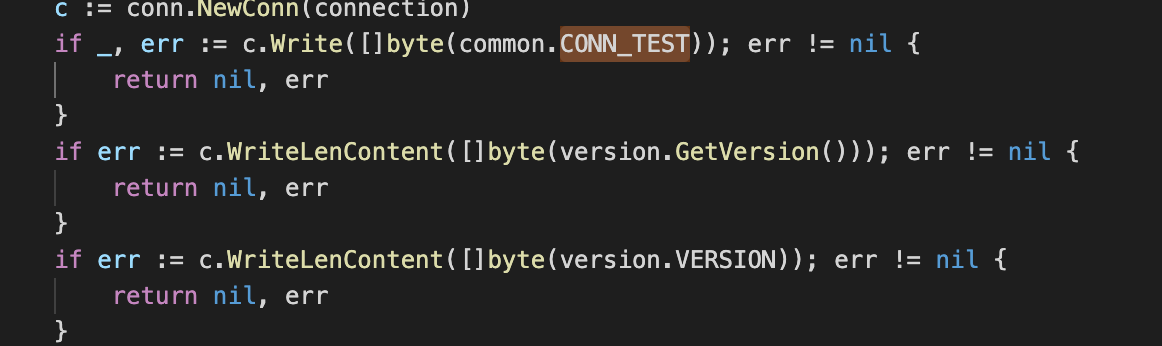 c := conn.NewConn(connection)
if _, err := c.Write([]byte(common.CONN_TEST)); err != nil {
return nil, err
}
if err := c.WriteLenContent([]byte(version.GetVersion())); err != nil {
return nil, err
}
if err := c.WriteLenContent([]byte(version.VERSION)); err != nil {
return nil, err
}